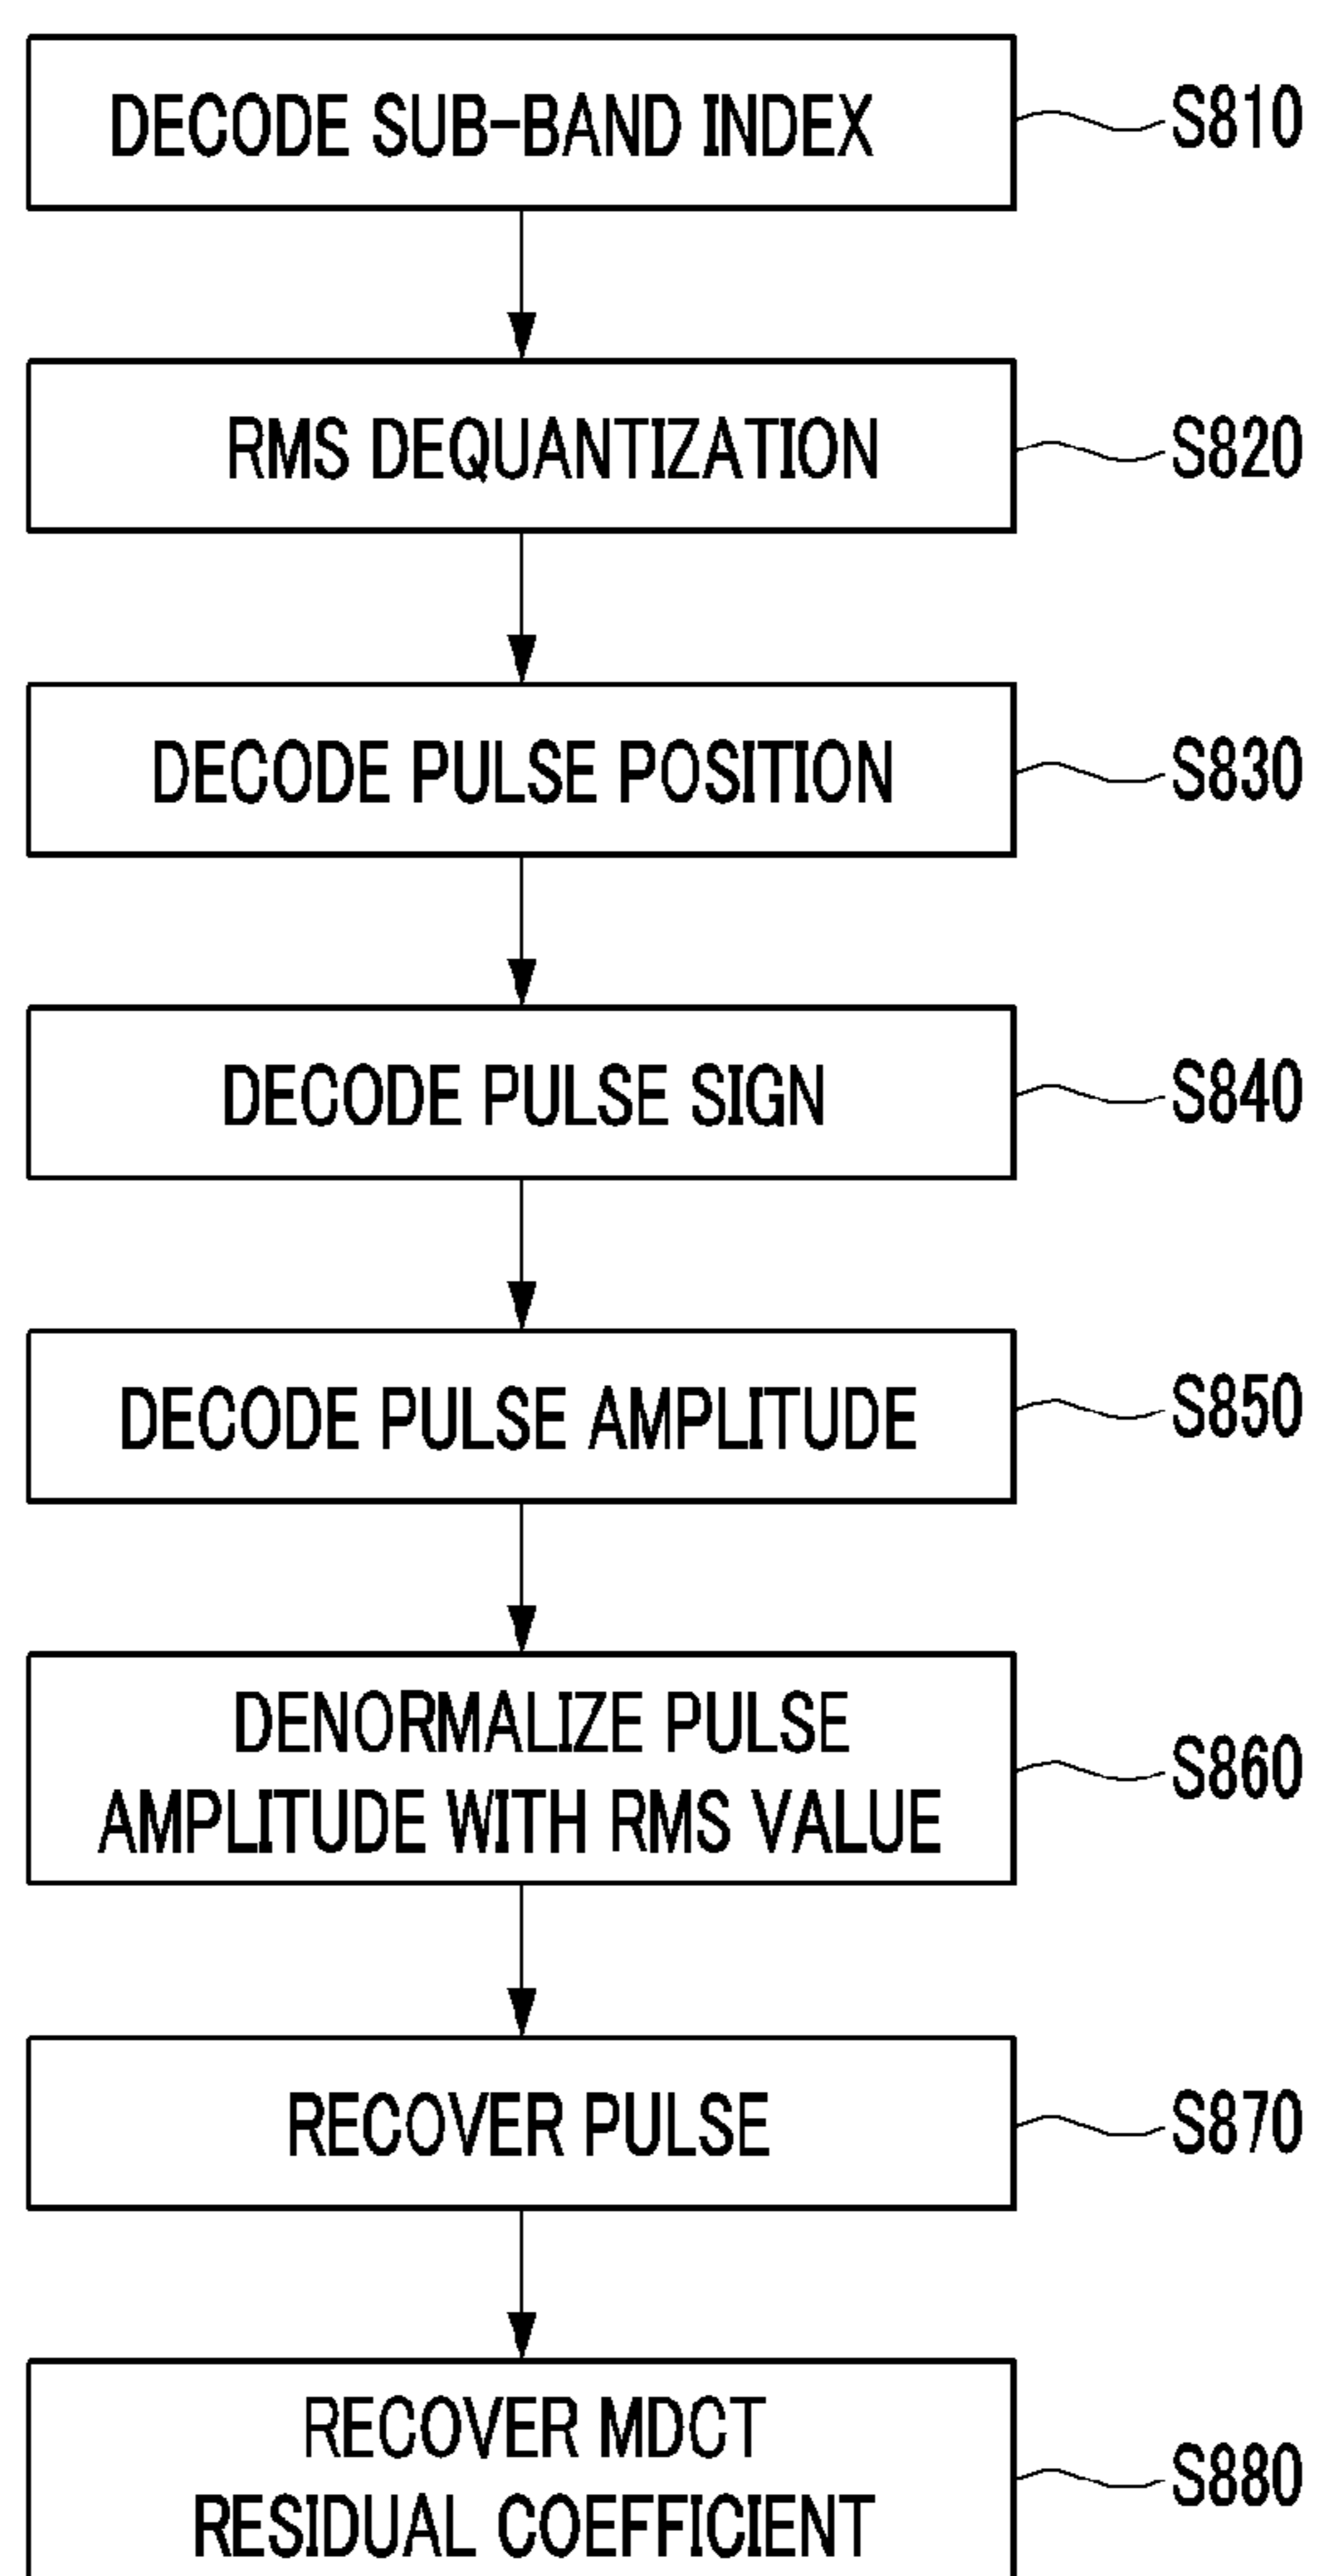 DECODE SUB-BAND INDEX
S810
RMS DEQUANTIZATION
S820
DECODE PULSE POSITION
S830
DECODE PULSE SIGN
S840
DECODE PULSE AMPLITUDE
S850
DENORMALIZE PULSE
AMPLITUDE WITH RMS VALUE
S860
RECOVER PULSE
S870
RECOVER MDCT
RESIDUAL COEFFICIENT
S880